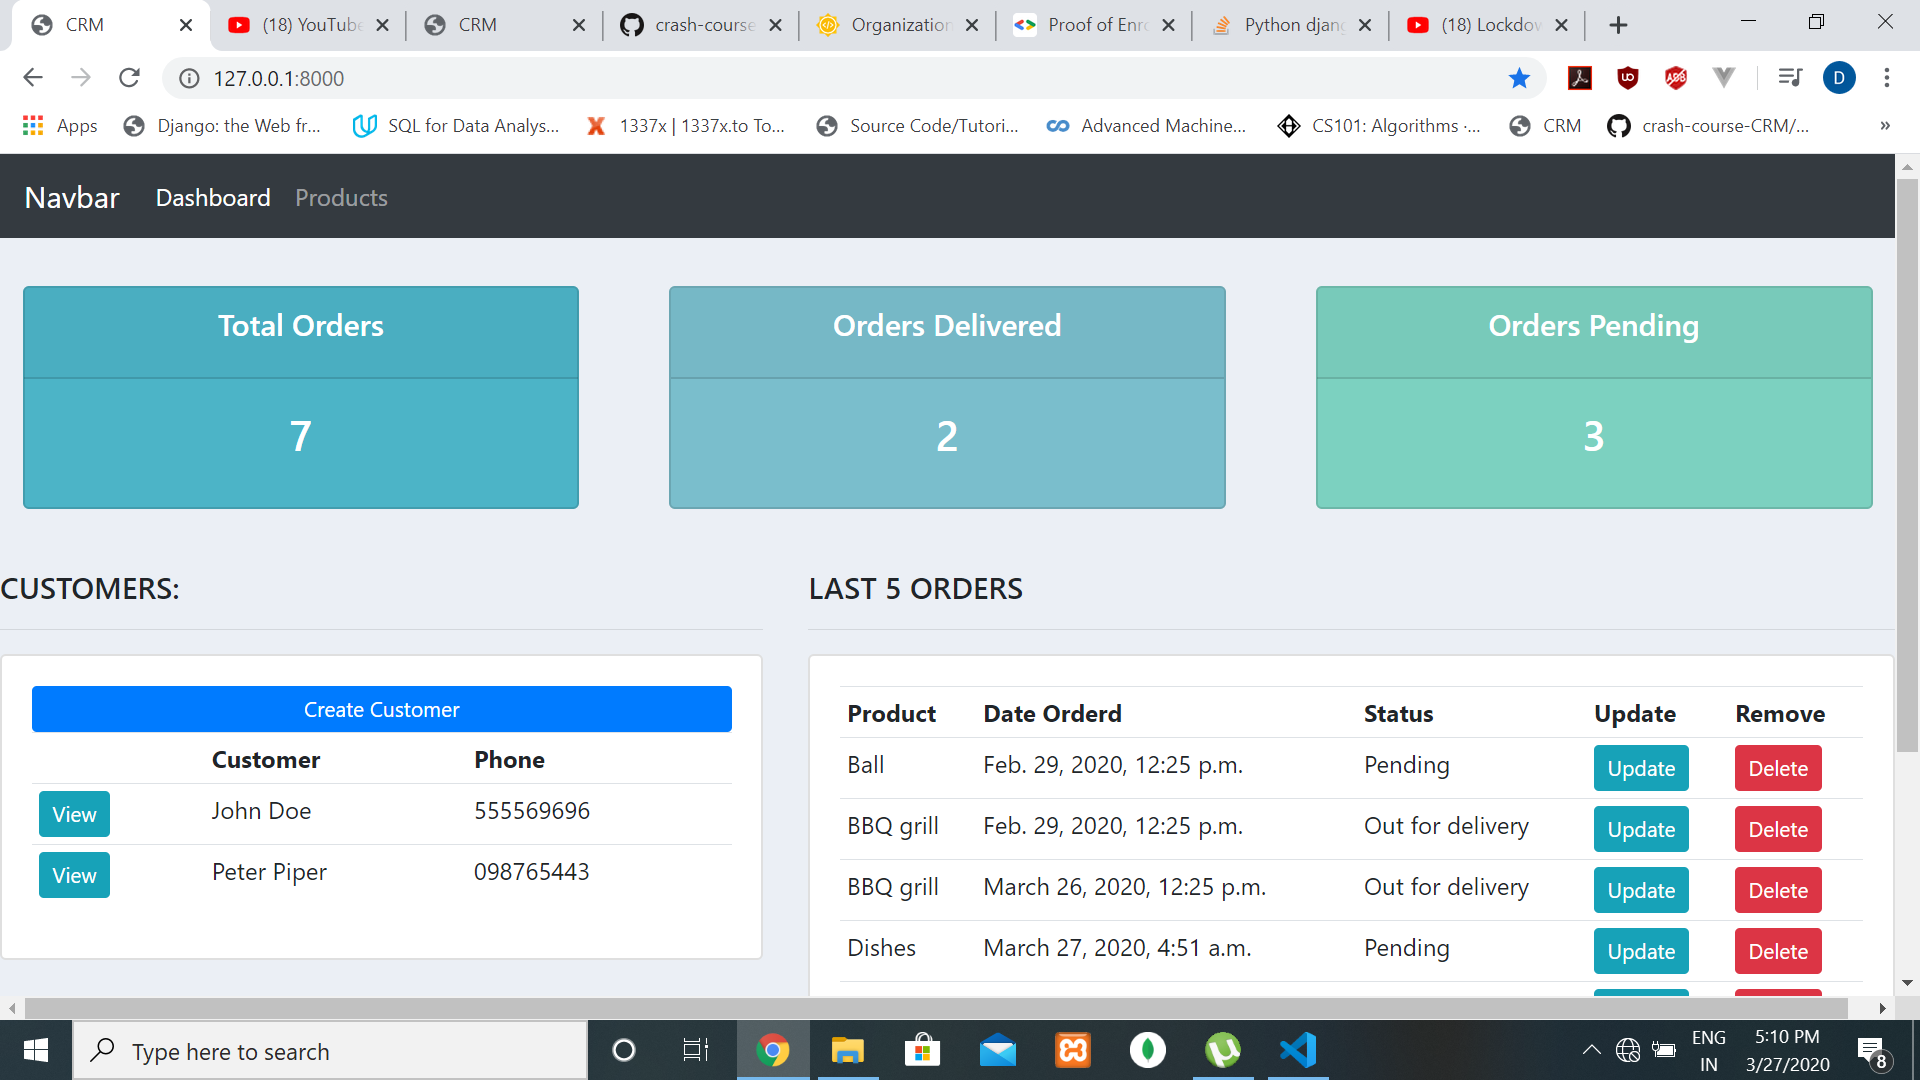 CRM (18) YouTube CRM crash-course Organization Proof of Enro Python djang (18) Lockdow
127.0.0.1:8000 D
Apps Django: the Web fr... SQL for Data Analys... 1337x | 1337x.to To... Source Code/Tutori... Advanced Machine... CS101: Algorithms ·... CRM crash-course-CRM/... »
Navbar Dashboard Products
Total Orders Orders Delivered Orders Pending
7 2 3
CUSTOMERS:
Create Customer
Customer Phone
View John Doe 555569696
View Peter Piper 098765443
LAST 5 ORDERS
Product Date Orderd Status Update Remove
Ball Feb. 29, 2020, 12:25 p.m. Pending Update Delete
BBQ grill Feb. 29, 2020, 12:25 p.m. Out for delivery Update Delete
BBQ grill March 26, 2020, 12:25 p.m. Out for delivery Update Delete
Dishes March 27, 2020, 4:51 a.m. Pending Update Delete
Type here to search
ENG 5:10 PM
IN 3/27/2020 8